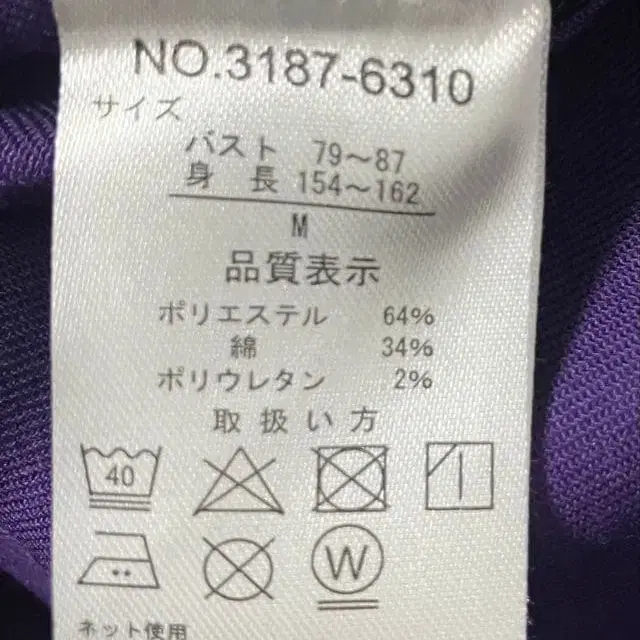 NO.3187-6310
サイズ
バスト 79～87
身長 154～162
M
品質表示
ポリエステル 64%
綿 34%
ポリウレタン 2%
取扱い方
40
W
ネット使用